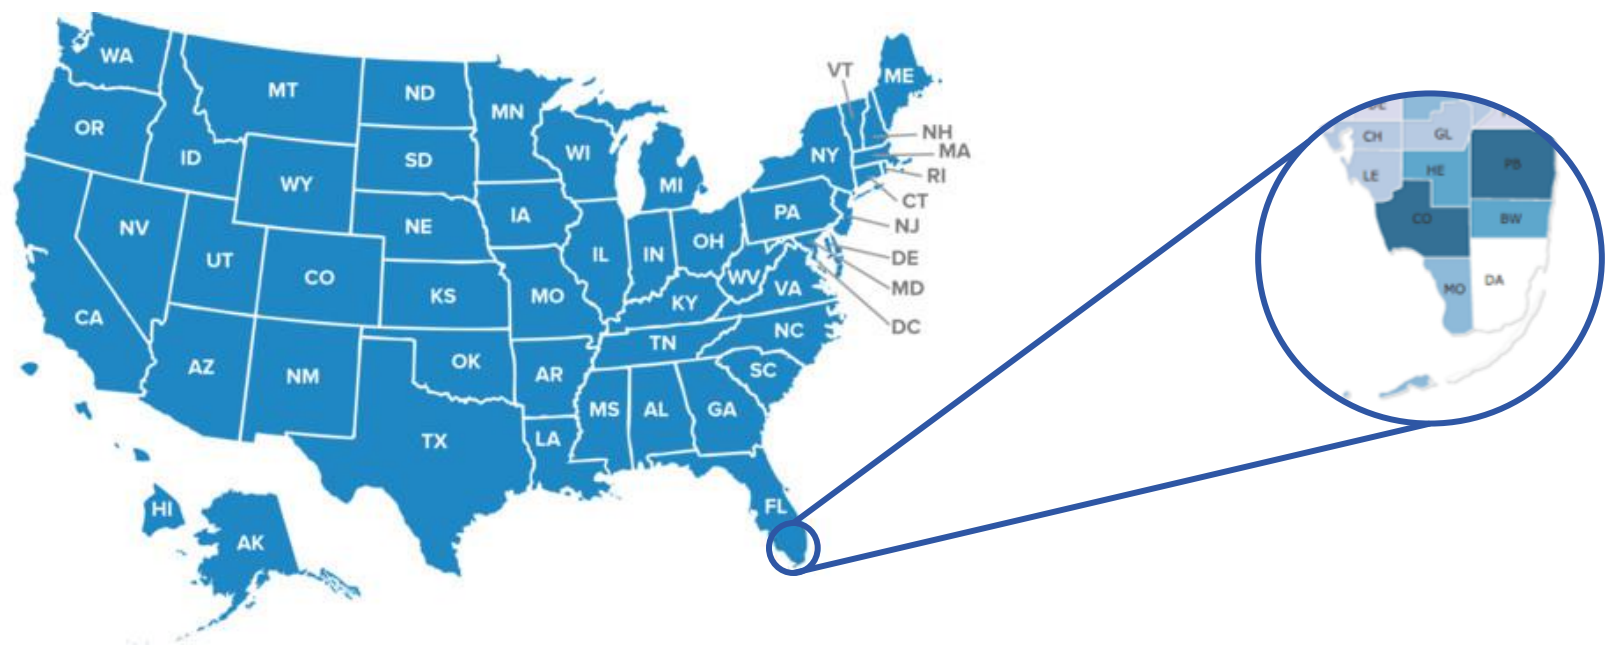 WA
MT
ND
MN
OR
ID
SD
WI
MI
WY
NE
IA
NV
UT
CO
CA
KS
MO
IL
IN
OH
PA
NY
VT
ME
NH
MA
RI
CT
NJ
DE
MD
DC
WV
VA
KY
NC
TN
SC
AZ
NM
OK
AR
MS
AL
GA
TX
LA
FL
HI
AK
CH
GL
LE
HE
PB
CO
BW
MO
DA